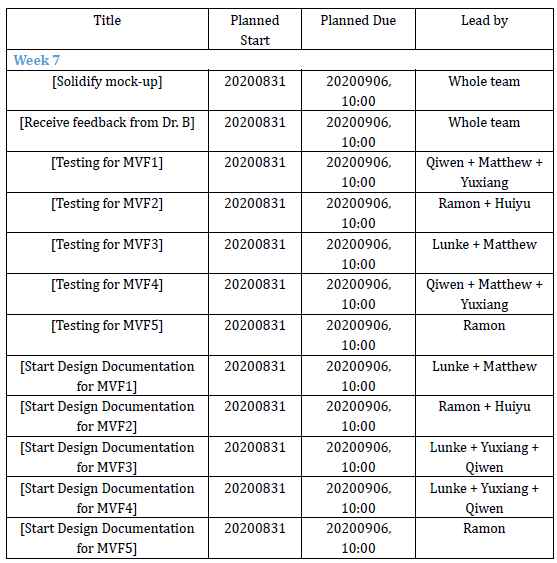 Title Planned Start Planned Due Lead by
Week 7
[Solidify mock-up] 20200831 20200906, 10:00 Whole team
[Receive feedback from Dr. B] 20200831 20200906, 10:00 Whole team
[Testing for MVF1] 20200831 20200906, 10:00 Qiwen + Matthew + Yuxiang
[Testing for MVF2] 20200831 20200906, 10:00 Ramon + Huiyu
[Testing for MVF3] 20200831 20200906, 10:00 Lunke + Matthew
[Testing for MVF4] 20200831 20200906, 10:00 Qiwen + Matthew + Yuxiang
[Testing for MVF5] 20200831 20200906, 10:00 Ramon
[Start Design Documentation for MVF1] 20200831 20200906, 10:00 Lunke + Matthew
[Start Design Documentation for MVF2] 20200831 20200906, 10:00 Ramon + Huiyu
[Start Design Documentation for MVF3] 20200831 20200906, 10:00 Lunke + Yuxiang + Qiwen
[Start Design Documentation for MVF4] 20200831 20200906, 10:00 Lunke + Yuxiang + Qiwen
[Start Design Documentation for MVF5] 20200831 20200906, 10:00 Ramon